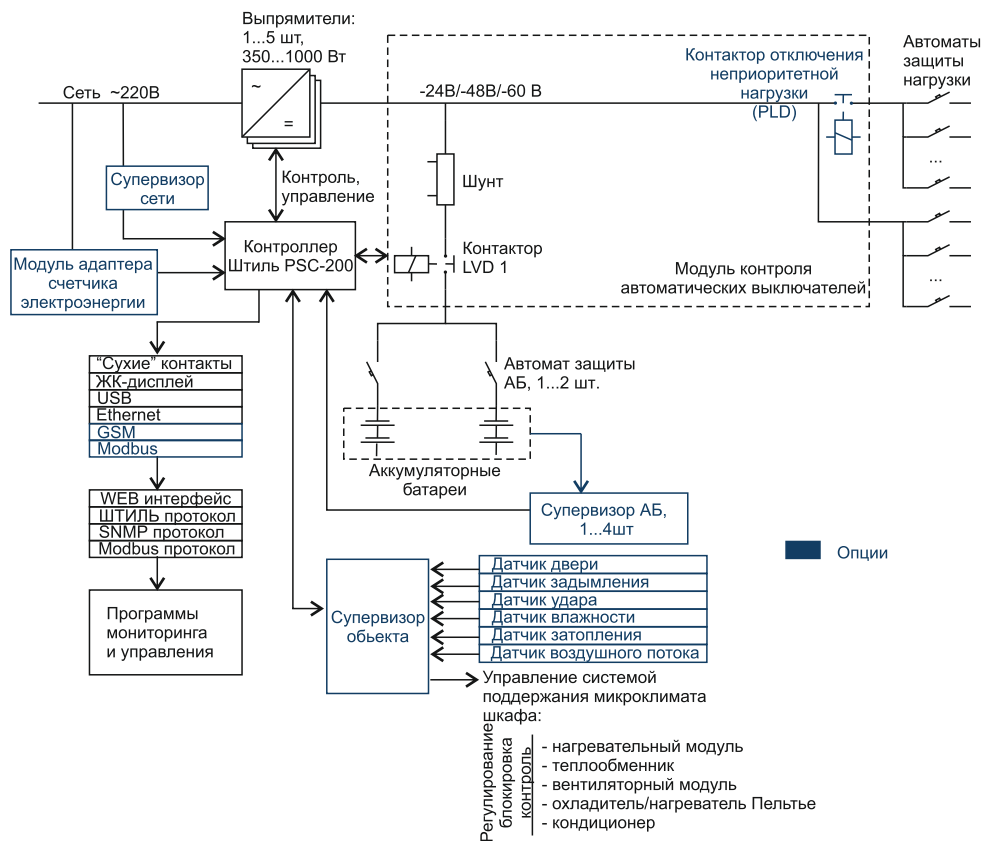 Выпрямители:
1...5 шт,
350...1000 Вт
Сеть ~220В
~
=
-24В/-48В/-60 В
Контактор отключения
неприоритетной
нагрузки
(PLD)
Автоматы
защиты
нагрузки
...
...
Контроль,
управление
Шунт
Супервизор
сети
Контроллер
Штиль PSC-200
Контактор
LVD 1
Модуль адаптера
счетчика
электроэнергии
Модуль контроля
автоматических выключателей
"Сухие" контакты
ЖК-дисплей
USB
Ethernet
GSM
Modbus
Автомат защиты
АБ, 1...2 шт.
Аккумуляторные
батареи
WEB интерфейс
ШТИЛЬ протокол
SNMP протокол
Modbus протокол
Супервизор АБ,
1...4шт
Опции
Программы
мониторинга
и управления
Супервизор
обьекта
Датчик двери
Датчик задымления
Датчик удара
Датчик влажности
Датчик затопления
Датчик воздушного потока
Управление системой
поддержания микроклимата
шкафа:
Регулирование
блокировка
контроль
- нагревательный модуль
- теплообменник
- вентиляторный модуль
- охладитель/нагреватель Пельтье
- кондиционер